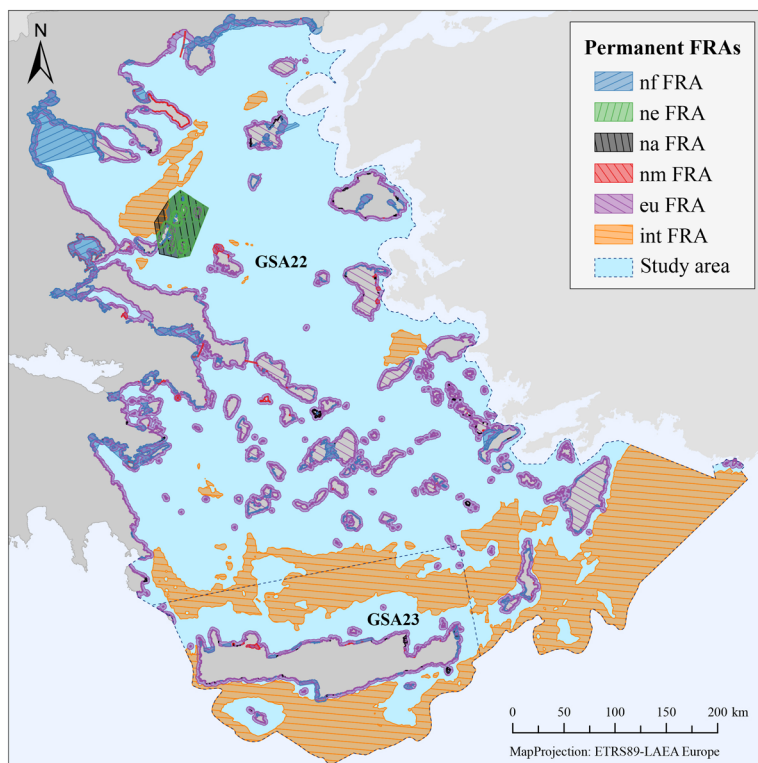 N
Permanent FRAs
nf FRA
ne FRA
na FRA
nm FRA
eu FRA
int FRA
Study area
GSA22
GSA23
0 50 100 150 200 km
MapProjection: ETRS89-LAEA Europe